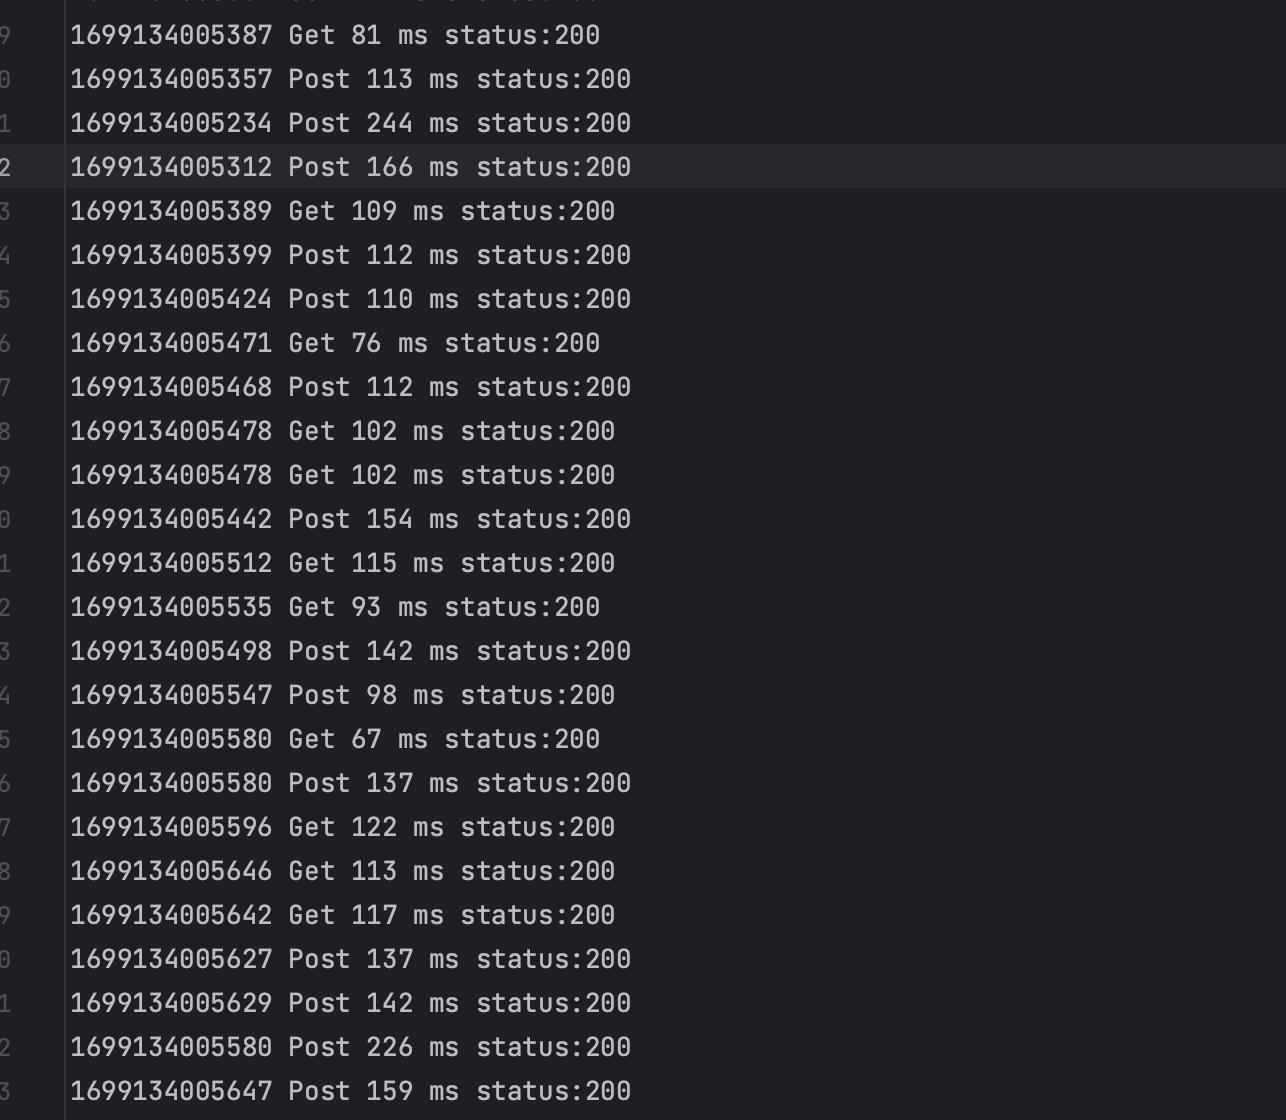 9 1699134005387 Get 81 ms status:200
0 1699134005357 Post 113 ms status:200
1 1699134005234 Post 244 ms status:200
2 1699134005312 Post 166 ms status:200
3 1699134005389 Get 109 ms status:200
4 1699134005399 Post 112 ms status:200
5 1699134005424 Post 110 ms status:200
6 1699134005471 Get 76 ms status:200
7 1699134005468 Post 112 ms status:200
8 1699134005478 Get 102 ms status:200
9 1699134005478 Get 102 ms status:200
0 1699134005442 Post 154 ms status:200
1 1699134005512 Get 115 ms status:200
2 1699134005535 Get 93 ms status:200
3 1699134005498 Post 142 ms status:200
4 1699134005547 Post 98 ms status:200
5 1699134005580 Get 67 ms status:200
6 1699134005580 Post 137 ms status:200
7 1699134005596 Get 122 ms status:200
8 1699134005646 Get 113 ms status:200
9 1699134005642 Get 117 ms status:200
0 1699134005627 Post 137 ms status:200
1 1699134005629 Post 142 ms status:200
2 1699134005580 Post 226 ms status:200
3 1699134005647 Post 159 ms status:200